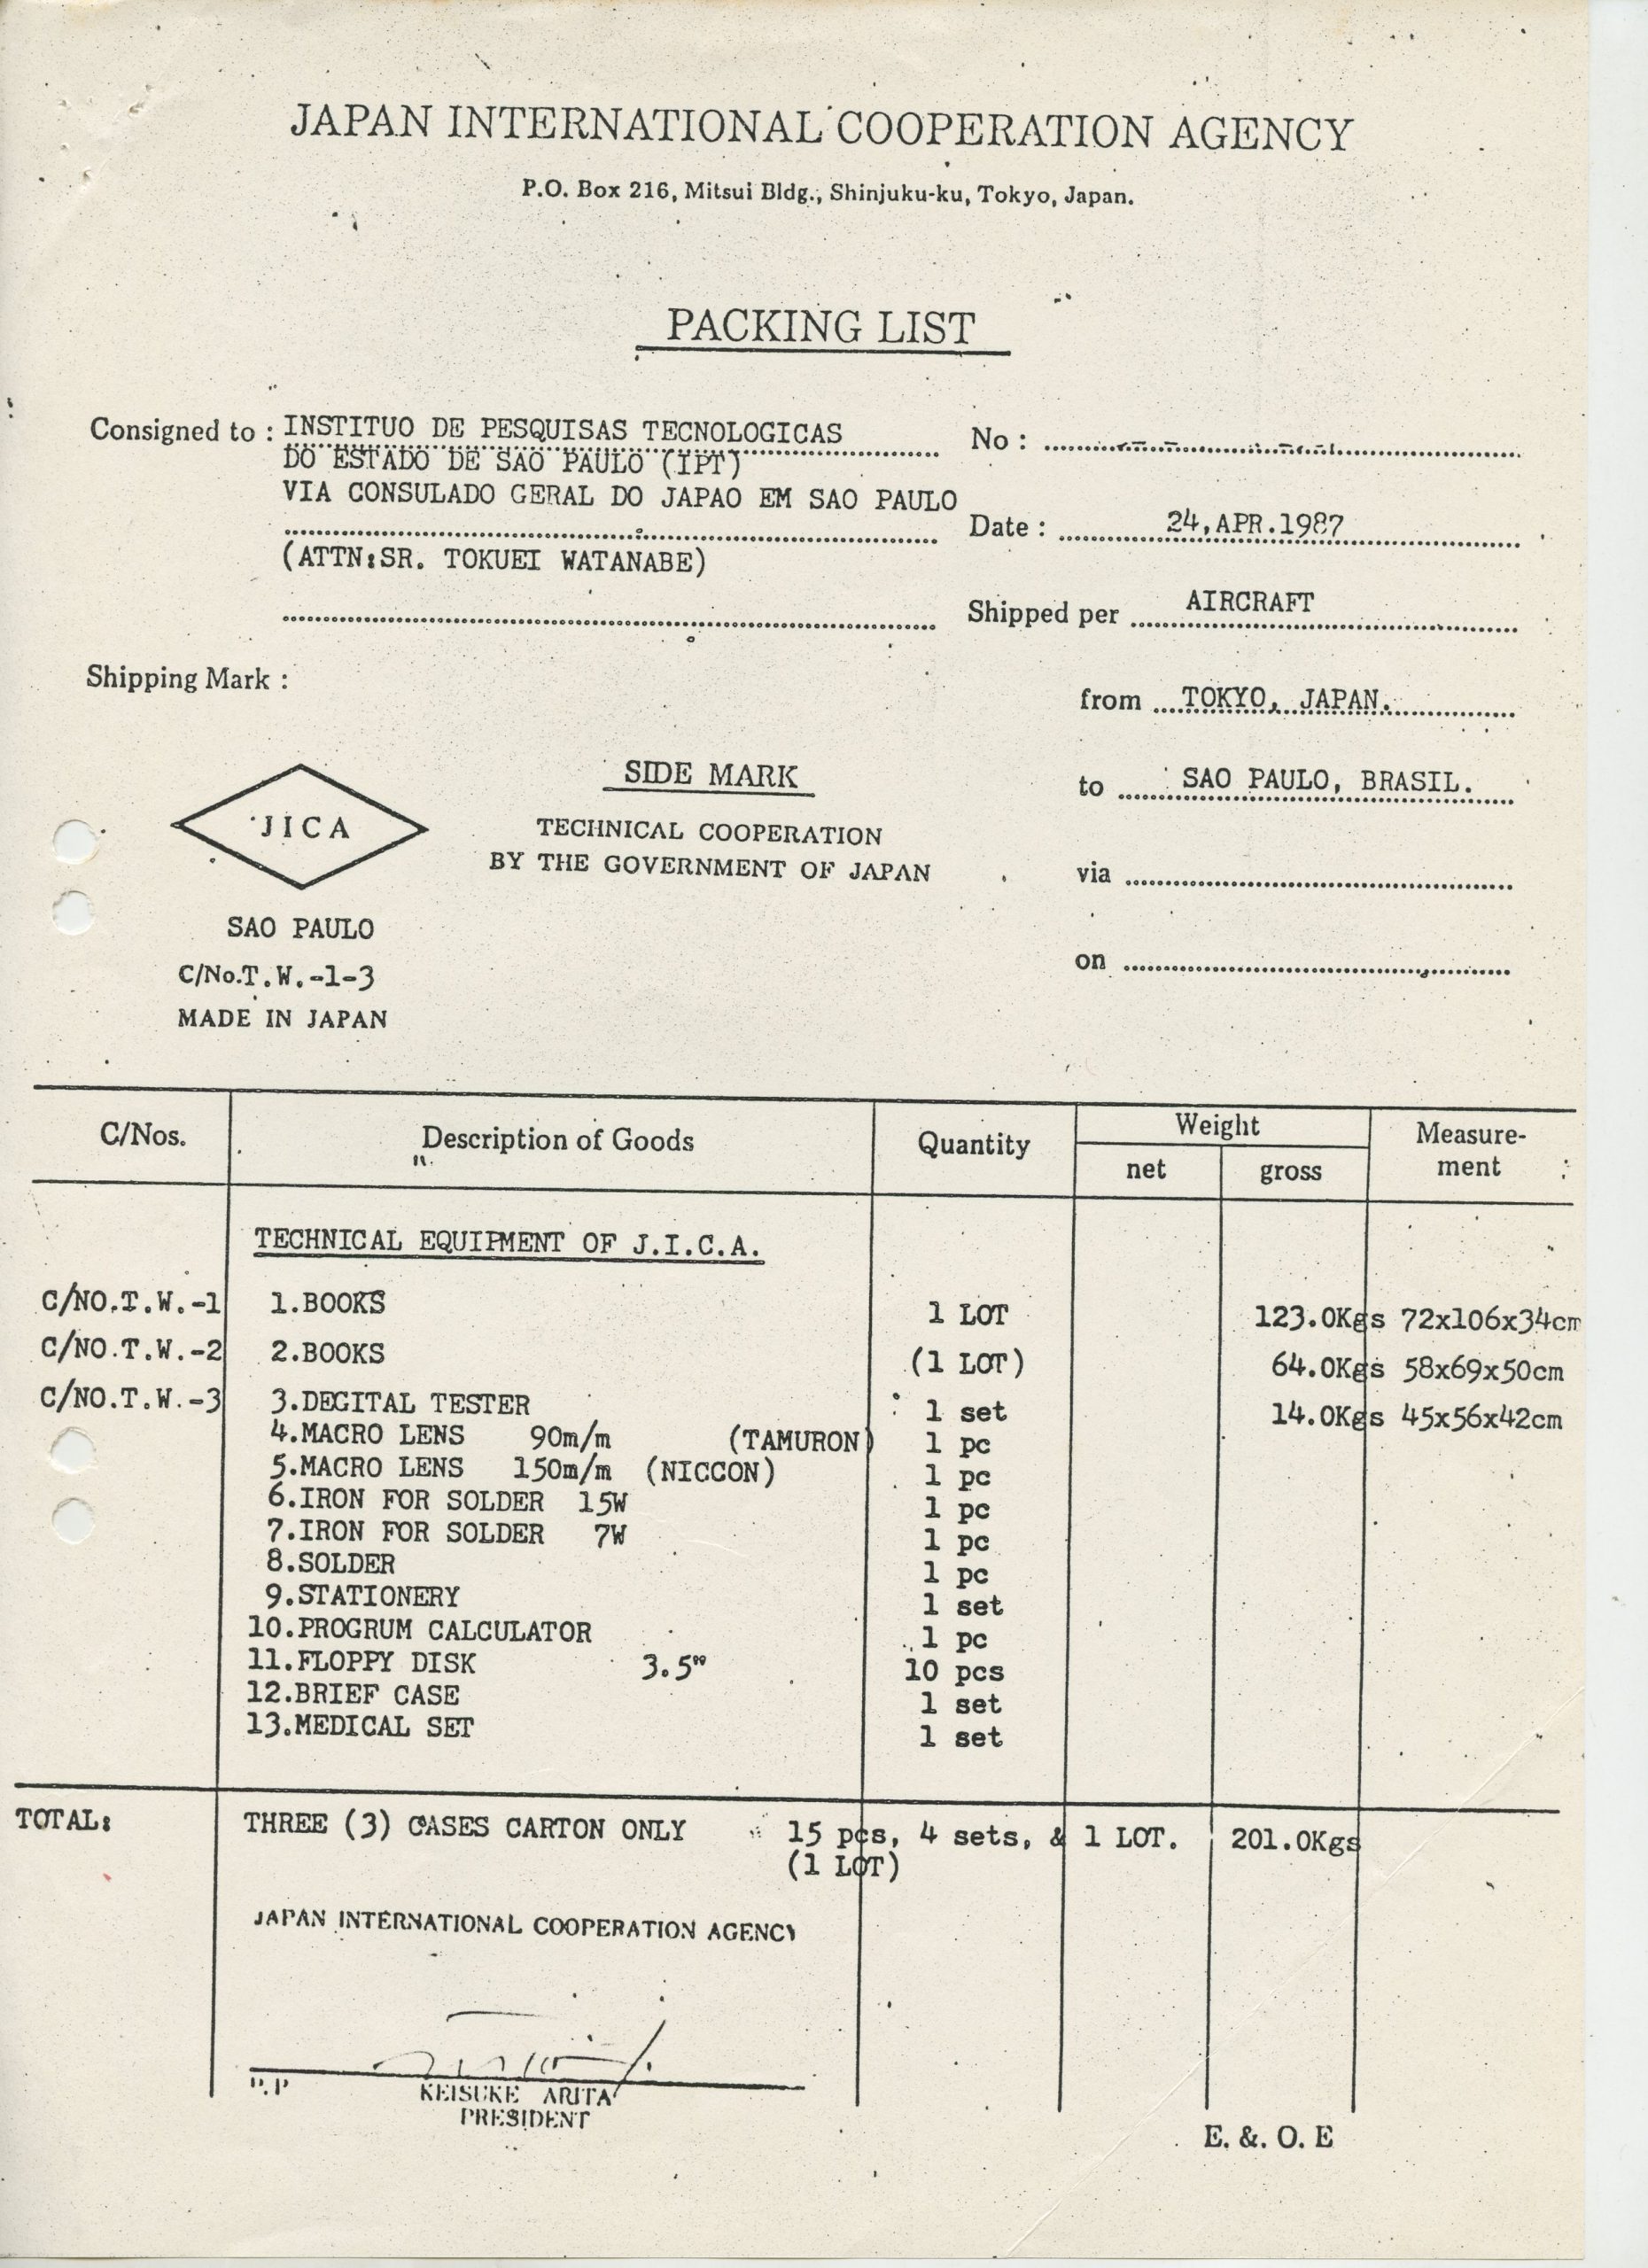 JAPAN INTERNATIONAL COOPERATION AGENCY
P.O. Box 216, Mitsui Bldg., Shinjuku-ku, Tokyo, Japan.
PACKING LIST
Consigned to : INSTITUO DE PESQUISAS TECNOLOGICAS
DO ESTADO DE SAO PAULO (IPT)
VIA CONSULADO GERAL DO JAPAO EM SAO PAULO
(ATTN:SR. TOKUEI WATANABE)
No :
Date : 24,APR.1987
Shipped per AIRCRAFT
from TOKYO, JAPAN.
to SAO PAULO, BRASIL.
via
on
Shipping Mark :
JICA
SAO PAULO
C/No.T.W.-1-3
MADE IN JAPAN
SIDE MARK
TECHNICAL COOPERATION
BY THE GOVERNMENT OF JAPAN
C/Nos. Description of Goods Quantity Weight Measure-
net gross ment
TECHNICAL EQUIPMENT OF J.I.C.A.
C/NO.T.W.-1 1.BOOKS 1 LOT 123.0Kgs 72x106x34cm
C/NO.T.W.-2 2.BOOKS (1 LOT) 64.0Kgs 58x69x50cm
C/NO.T.W.-3 3.DEGITAL TESTER 1 set 14.0Kgs 45x56x42cm
4.MACRO LENS 90m/m (TAMURON) 1 pc
5.MACRO LENS 150m/m (NICCON) 1 pc
6.IRON FOR SOLDER 15W 1 pc
7.IRON FOR SOLDER 7W 1 pc
8.SOLDER 1 pc
9.STATIONERY 1 set
10.PROGRUM CALCULATOR 1 pc
11.FLOPPY DISK 3.5" 10 pcs
12.BRIEF CASE 1 set
13.MEDICAL SET 1 set
TOTAL: THREE (3) CASES CARTON ONLY 15 pcs, 4 sets, & 1 LOT. 201.0Kgs
(1 LOT)
JAPAN INTERNATIONAL COOPERATION AGENCY
P.P
KEISUKE ARITA
PRESIDENT
E. &. O. E